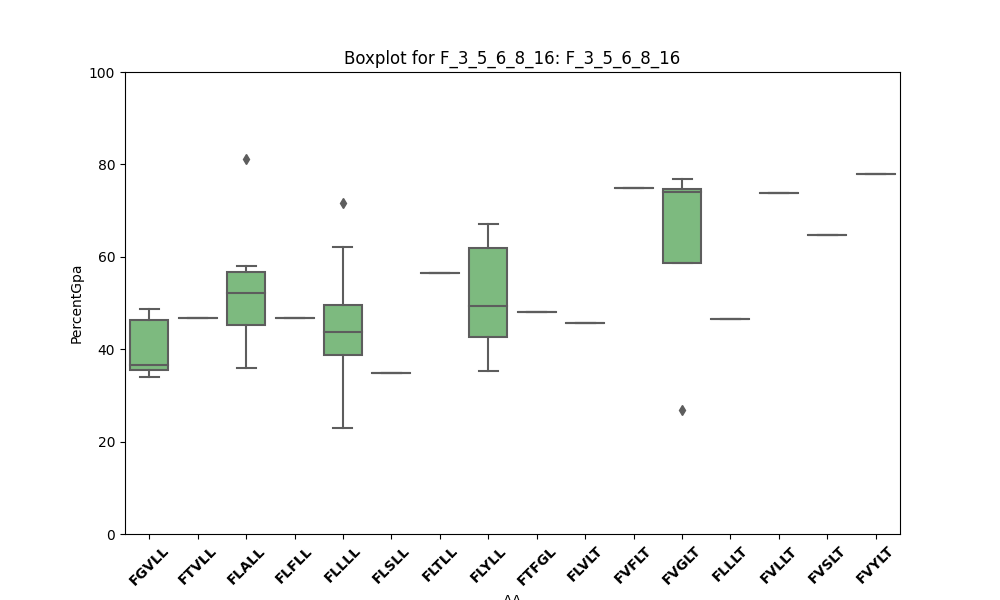 Boxplot for F_3_5_6_8_16: F_3_5_6_8_16
100
80
60
40
20
0
PercentGpa
FGVLL
FTVLL
FLALL
FLFLL
FLLLL
FLSLL
FLTLL
FLYLL
FTFGL
FLVLT
FVFLT
FVGLT
FLLLT
FVLLT
FVSLT
FVYLT
AA